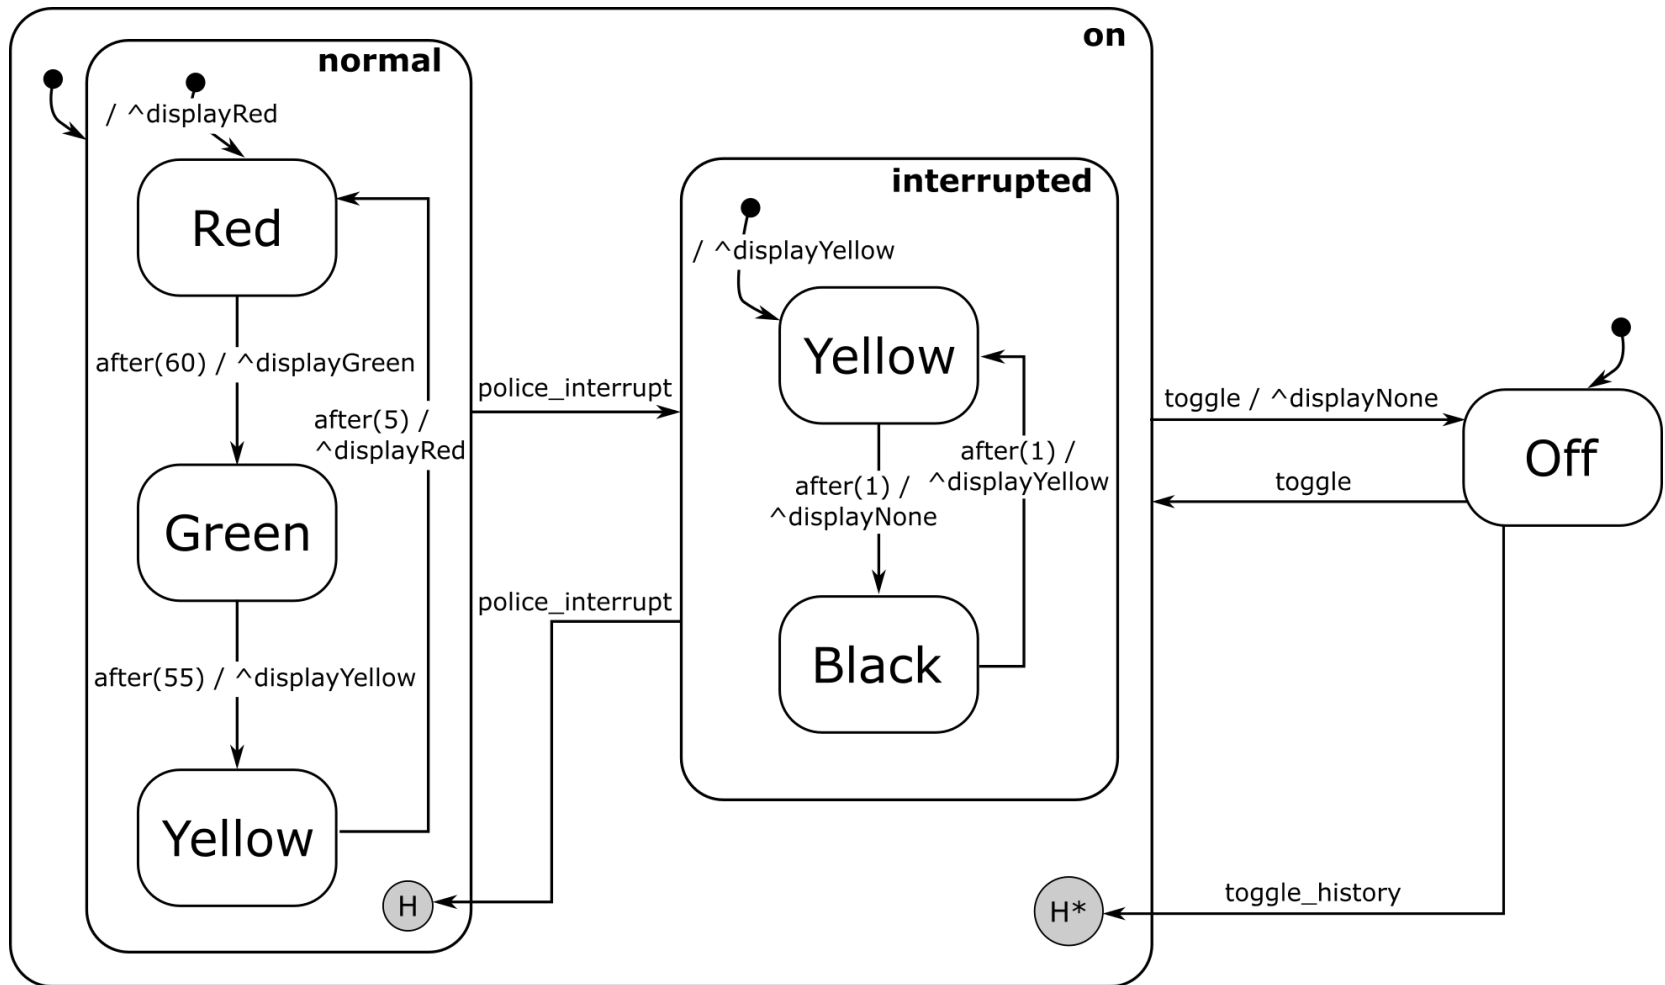 on
normal
/ ^displayRed
Red
after(60) / ^displayGreen
after(5) /
^displayRed
Green
after(55) / ^displayYellow
Yellow
H
police_interrupt
police_interrupt
interrupted
/ ^displayYellow
Yellow
after(1) /
^displayNone
after(1) /
^displayYellow
Black
H*
toggle / ^displayNone
toggle
Off
toggle_history